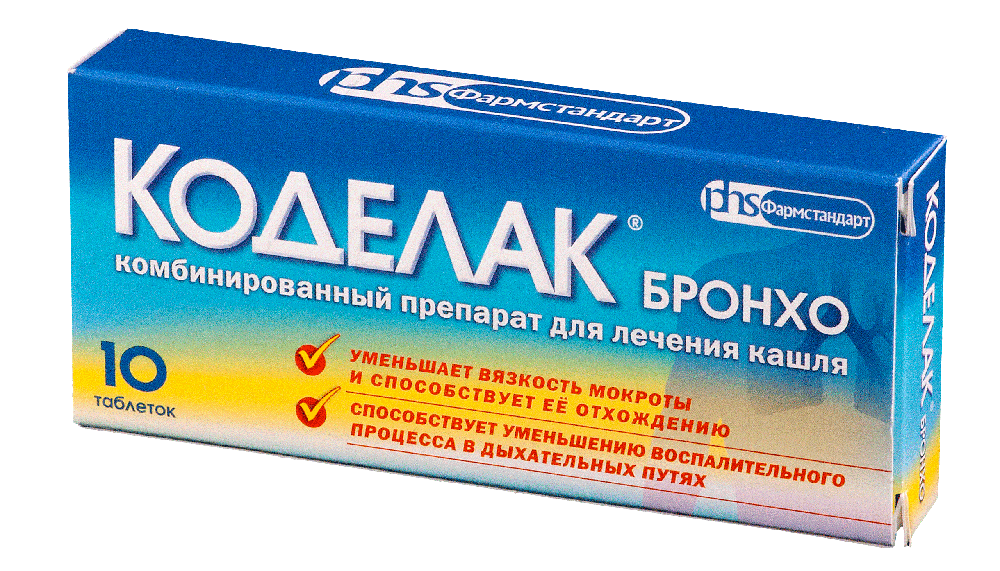 phs Фармстандарт
КОДЕЛАК®
phs Фармстандарт
БРОНХО
комбинированный препарат для лечения кашля
10
таблеток
УМЕНЬШАЕТ ВЯЗКОСТЬ МОКРОТЫ
И СПОСОБСТВУЕТ ЕЁ ОТХОЖДЕНИЮ
СПОСОБСТВУЕТ УМЕНЬШЕНИЮ ВОСПАЛИТЕЛЬНОГО
ПРОЦЕССА В ДЫХАТЕЛЬНЫХ ПУТЯХ
КОДЕЛАК® БРОНХО